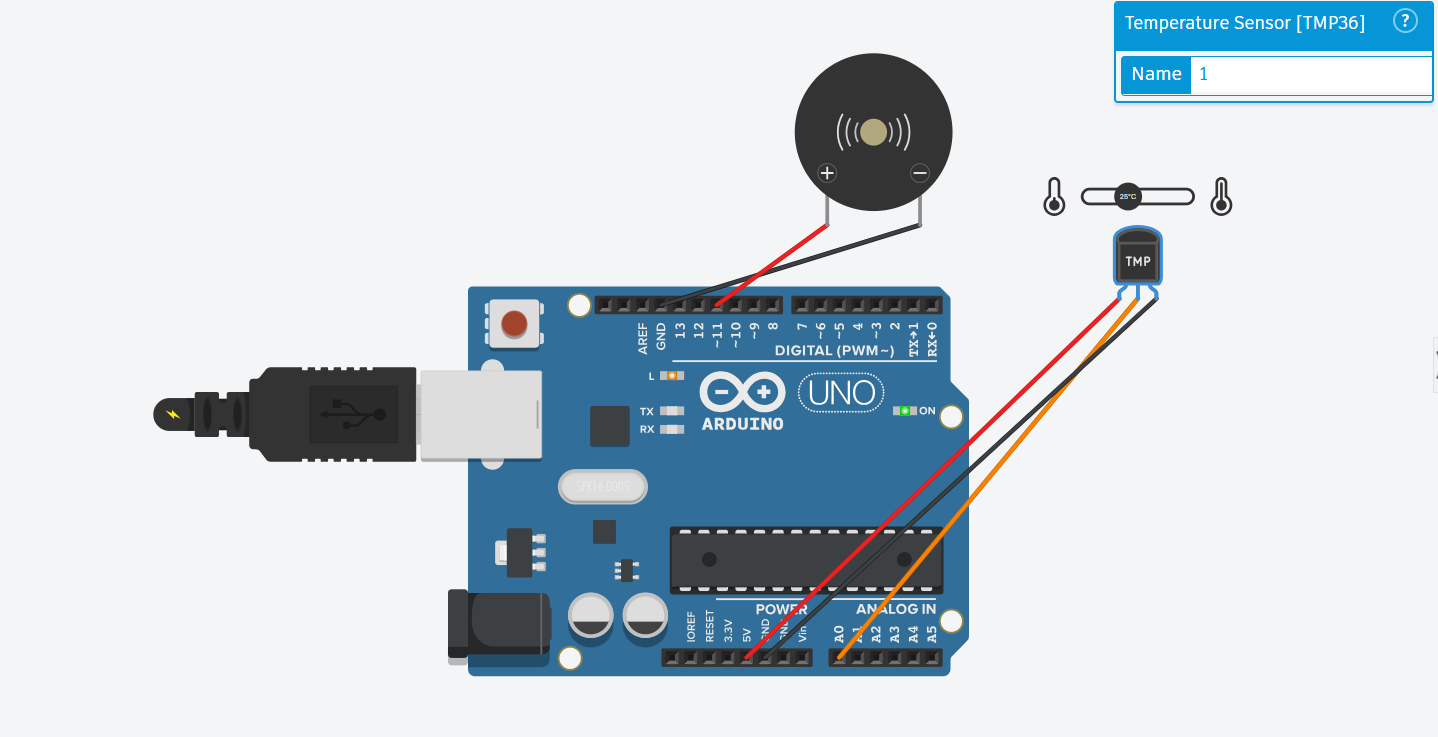 Temperature Sensor [TMP36] ?
Name 1
+ −
25°C
TMP
AREF
GND
13
12
~11
~10
~9
8
7
~6
~5
4
~3
2
TX→1
RX←0
DIGITAL (PWM~)
L
TX
RX
UNO
ON
ARDUINO
SPK16.000G
POWER
ANALOG IN
IOREF
RESET
3.3V
5V
GND
GND
Vin
A0
A1
A2
A3
A4
A5